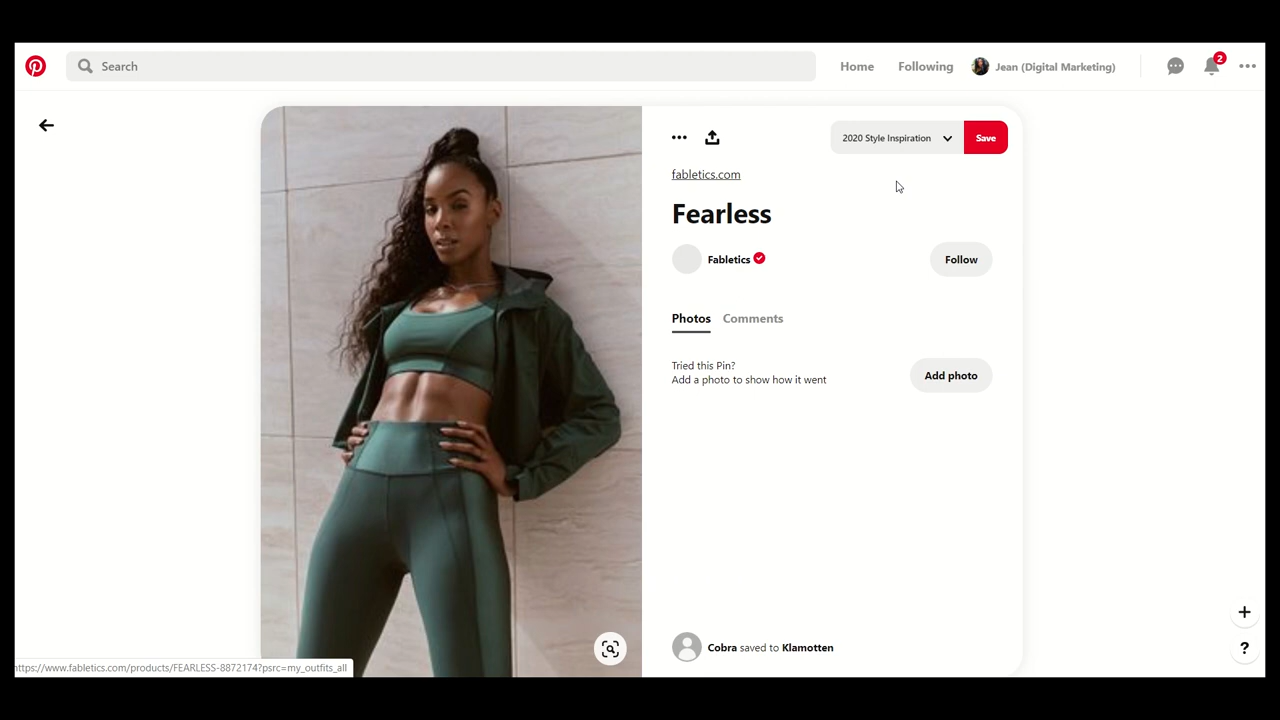 Search
Home
Following
Jean (Digital Marketing)
2
2020 Style Inspiration
Save
fabletics.com
Fearless
Fabletics
Follow
Photos
Comments
Tried this Pin?
Add a photo to show how it went
Add photo
Cobra saved to Klamotten
?
https://www.fabletics.com/products/FEARLESS-8872174?psrc=my_outfits_all